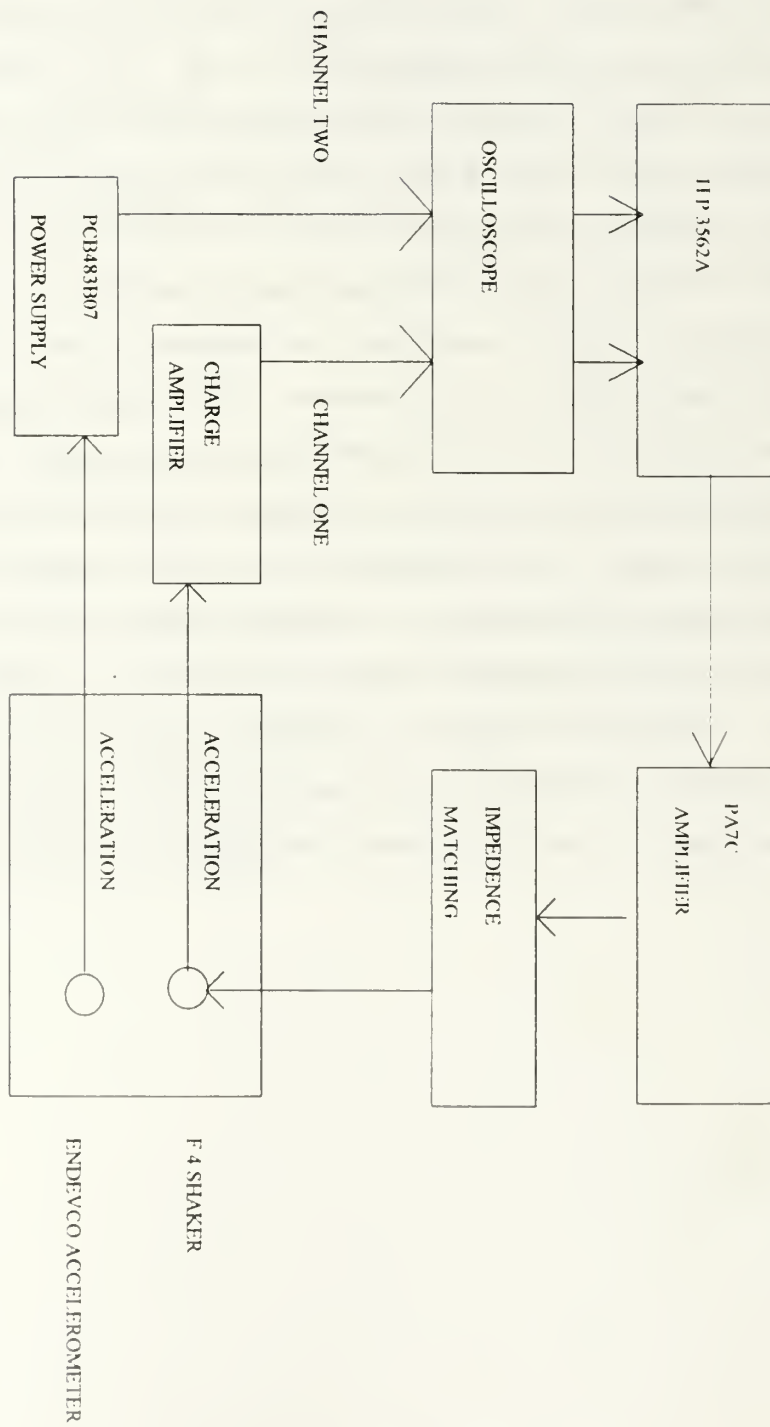 HP 3562A
PA7C
AMPLIFIER
OSCILLOSCOPE
IMPEDENCE
MATCHING
CHANNEL TWO
CHANNEL ONE
CHARGE
AMPLIFIER
ACCELERATION
F 4 SHAKER
PCB483B07
POWER SUPPLY
ACCELERATION
ENDEVCO ACCELEROMETER